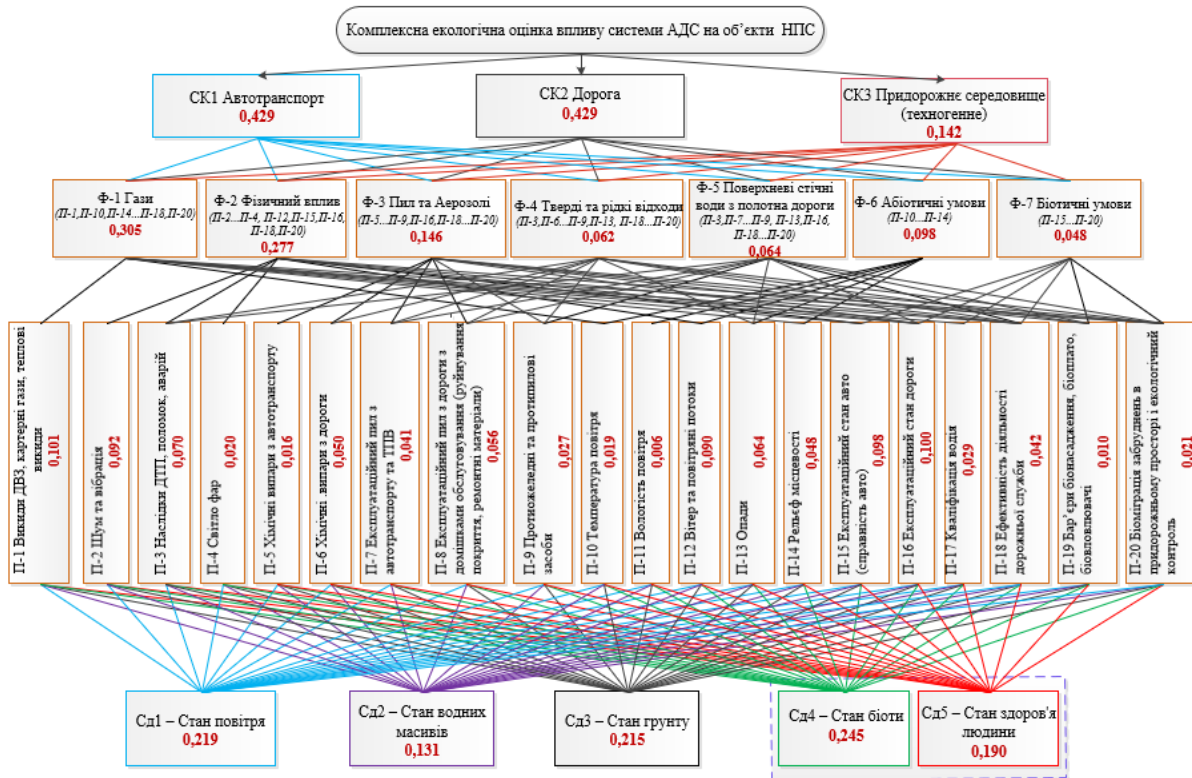 Комплексна екологічна оцінка впливу системи АДС на об’єкти НПС
СК1 Автотранспорт
0,429
СК2 Дорога
0,429
СК3 Придорожнє середовище
(техногенне)
0,142
Ф-1 Гази
(П-1,П-10,П-14...П-18,П-20)
0,305
Ф-2 Фізичний вплив
(П-2...П-4, П-12,П-15,П-16,
П-18,П-20)
0,277
Ф-3 Пил та Аерозолі
(П-5...П-9,П-16,П-18...П-20)
0,146
Ф-4 Тверді та рідкі відходи
(П-3,П-6...П-9,П-13, П-18...П-20)
0,062
Ф-5 Поверхневі стічні
води з полотна дороги
(П-3,П-7...П-9, П-13,П-16,
П-18...П-20)
0,064
Ф-6 Абіотичні умови
(П-10...П-14)
0,098
Ф-7 Біотичні умови
(П-15...П-20)
0,048
П-1 Викиди ДВЗ, картерні гази, теплові
викиди
0,101
П-2 Шум та вібрація
0,092
П-3 Наслідки ДТП, поломок, аварій
0,070
П-4 Світло фар
0,020
П-5 Хімічні випари з автотранспорту
0,016
П-6 Хімічні .випари з дороги
0,050
П-7 Експлуатаційний пил з
автотранспорту та ТПВ
0,041
П-8 Експлуатаційний пил з дороги з
домішками обслуговування (руйнування
покриття, ремонтні матеріали)
0,056
П-9 Протиожеледні та протипилові
засоби
0,027
П-10 Температура повітря
0,019
П-11 Вологість повітря
0,006
П-12 Вітер та повітряні потоки
0,090
П-13 Опади
0,064
П-14 Рельєф місцевості
0,048
П-15 Експлуатаційний стан авто
(справність авто)
0,098
П-16 Експлуатаційний стан дороги
0,100
П-17 Кваліфікація водія
0,029
П-18 Ефективність діяльності
дорожньої служби
0,042
П-19 Бар’єри біонасадження, біоплато,
біовловлювачі
0,010
П-20 Біоміграція забруднень в
придорожньому просторі і екологічний
контроль
0,021
Сд1 – Стан повітря
0,219
Сд2 – Стан водних
масивів
0,131
Сд3 – Стан грунту
0,215
Сд4 – Стан біоти
0,245
Сд5 – Стан здоров'я
людини
0,190